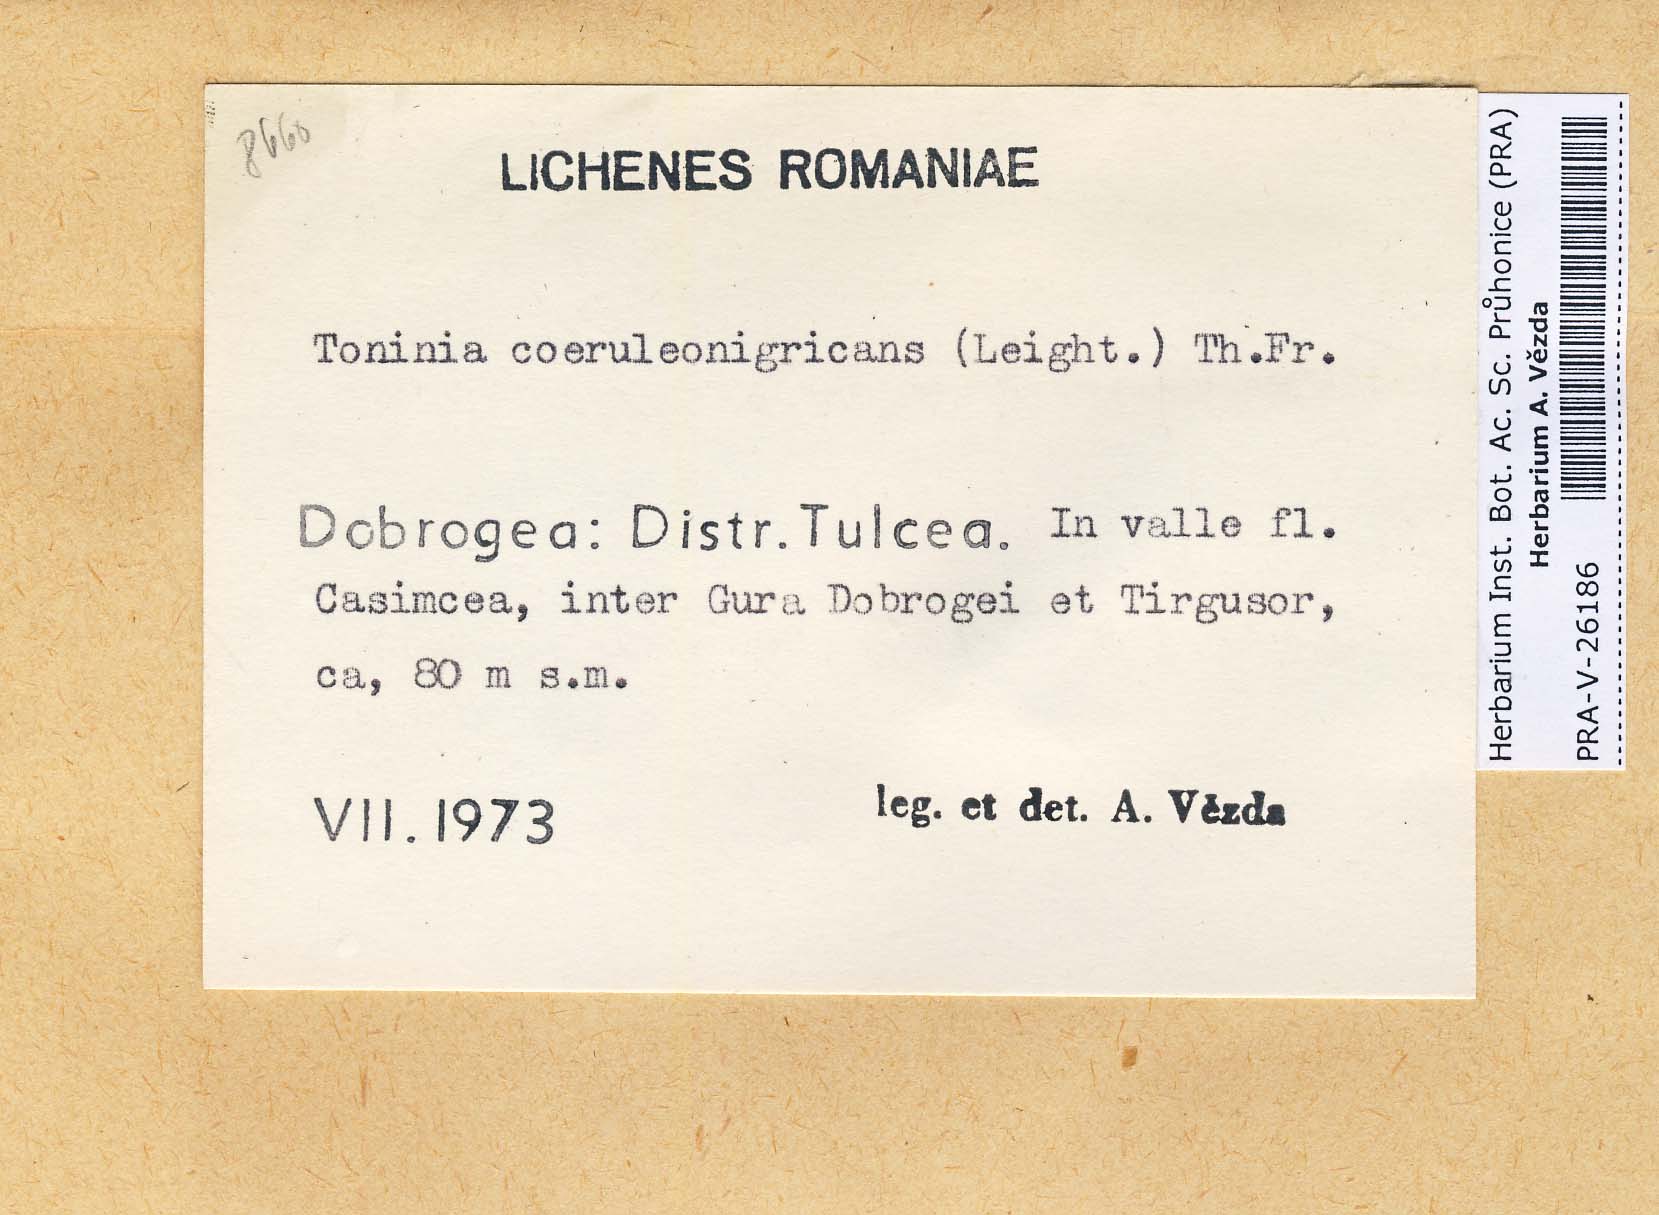 8660
LICHENES ROMANIAE
Toninia coeruleonigricans (Leight.) Th.Fr.
Dobrogea: Distr. Tulcea. In valle fl.
Casimcea, inter Gura Dobrogei et Tirgusor,
ca, 80 m s.m.
VII. 1973
leg. et det. A. Vězda
Herbarium Inst. Bot. Ac. Sc. Průhonice (PRA)
Herbarium A. Vězda
PRA-V-26186